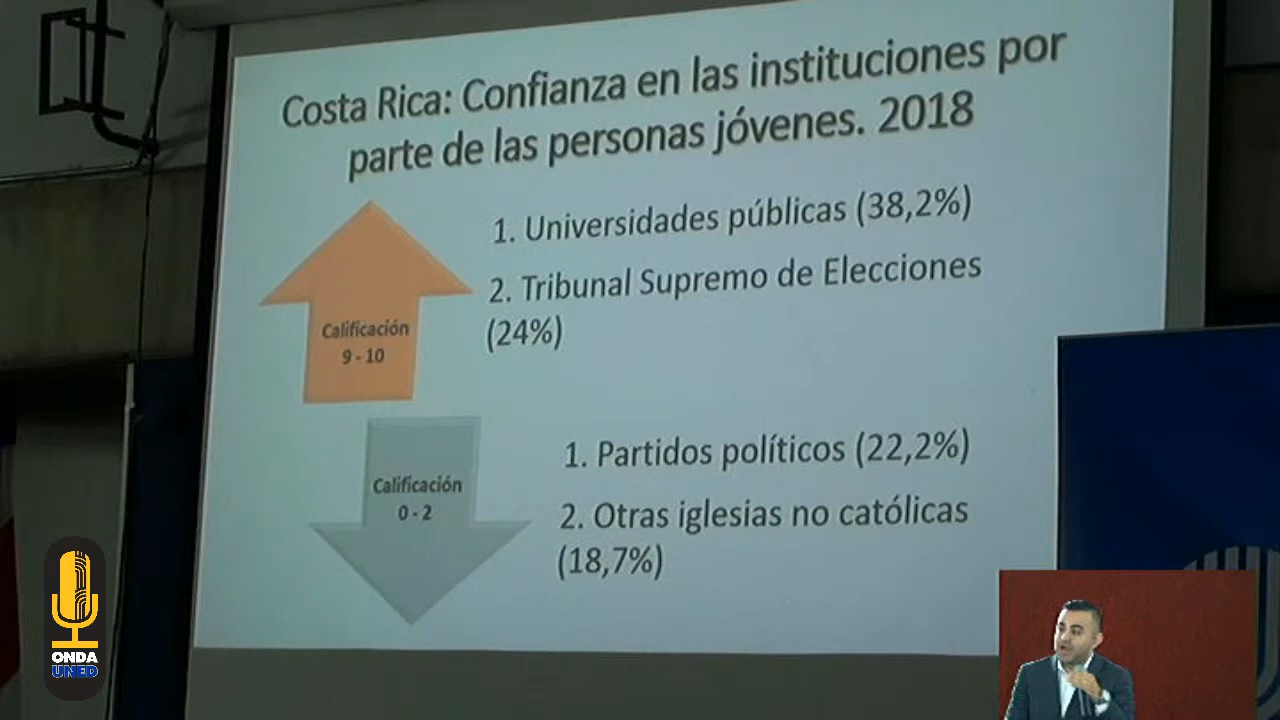 Costa Rica: Confianza en las instituciones por
parte de las personas jóvenes. 2018
Calificación
9 - 10
1. Universidades públicas (38,2%)
2. Tribunal Supremo de Elecciones
(24%)
Calificación
0 - 2
1. Partidos políticos (22,2%)
2. Otras iglesias no católicas
(18,7%)
ONDA
UNED